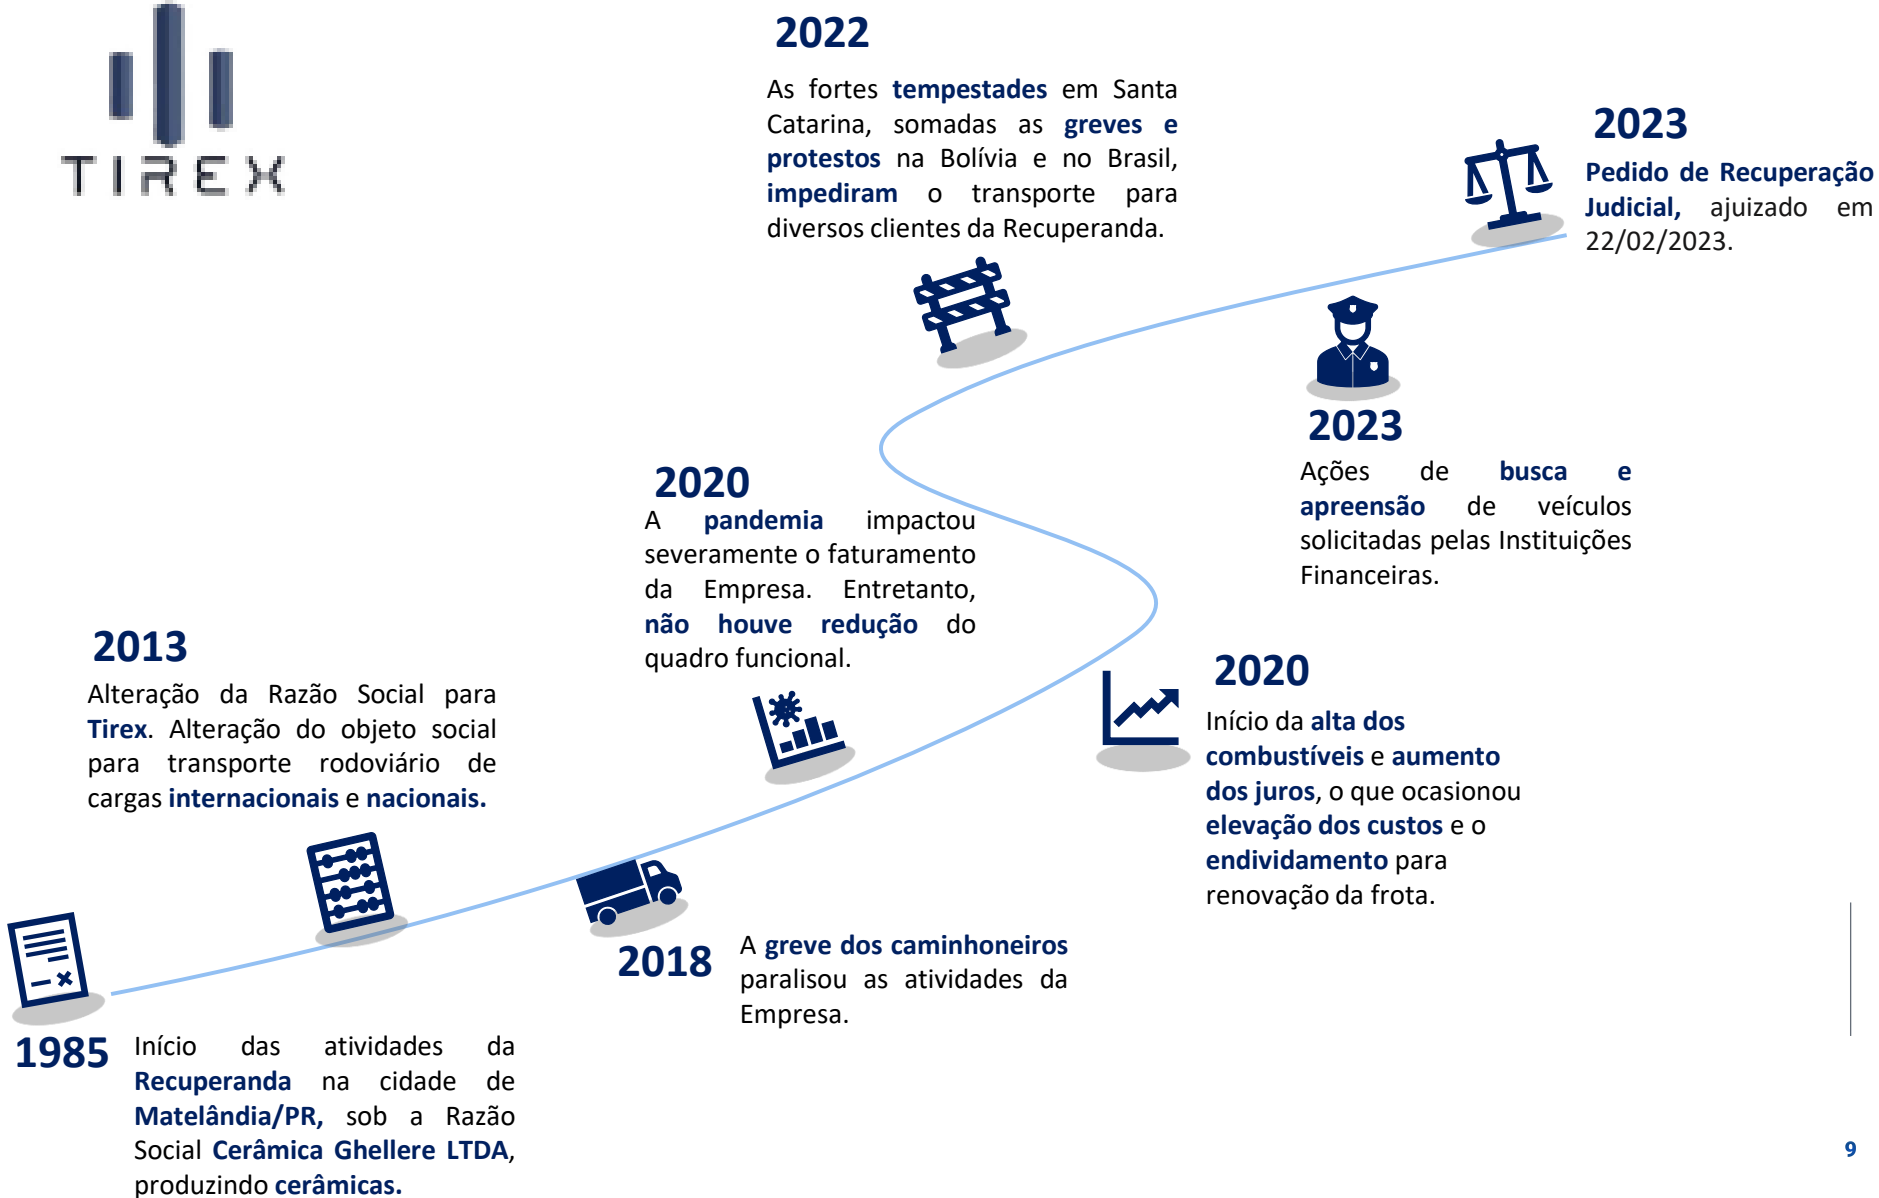 TIREX
2022
As fortes tempestades em Santa
Catarina, somadas as greves e
protestos na Bolívia e no Brasil,
impediram o transporte para
diversos clientes da Recuperanda.
2023
Pedido de Recuperação
Judicial, ajuizado em
22/02/2023.
2023
Ações de busca e
apreensão de veículos
solicitadas pelas Instituições
Financeiras.
2020
A pandemia impactou
severamente o faturamento
da Empresa. Entretanto,
não houve redução do
quadro funcional.
2013
Alteração da Razão Social para
Tirex. Alteração do objeto social
para transporte rodoviário de
cargas internacionais e nacionais.
2020
Início da alta dos
combustíveis e aumento
dos juros, o que ocasionou
elevação dos custos e o
endividamento para
renovação da frota.
2018
A greve dos caminhoneiros
paralisou as atividades da
Empresa.
1985
Início das atividades da
Recuperanda na cidade de
Matelândia/PR, sob a Razão
Social Cerâmica Ghellere LTDA,
produzindo cerâmicas.
9